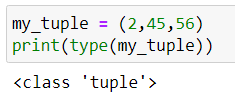 my_tuple = (2,45,56)
print(type(my_tuple))
<class 'tuple'>